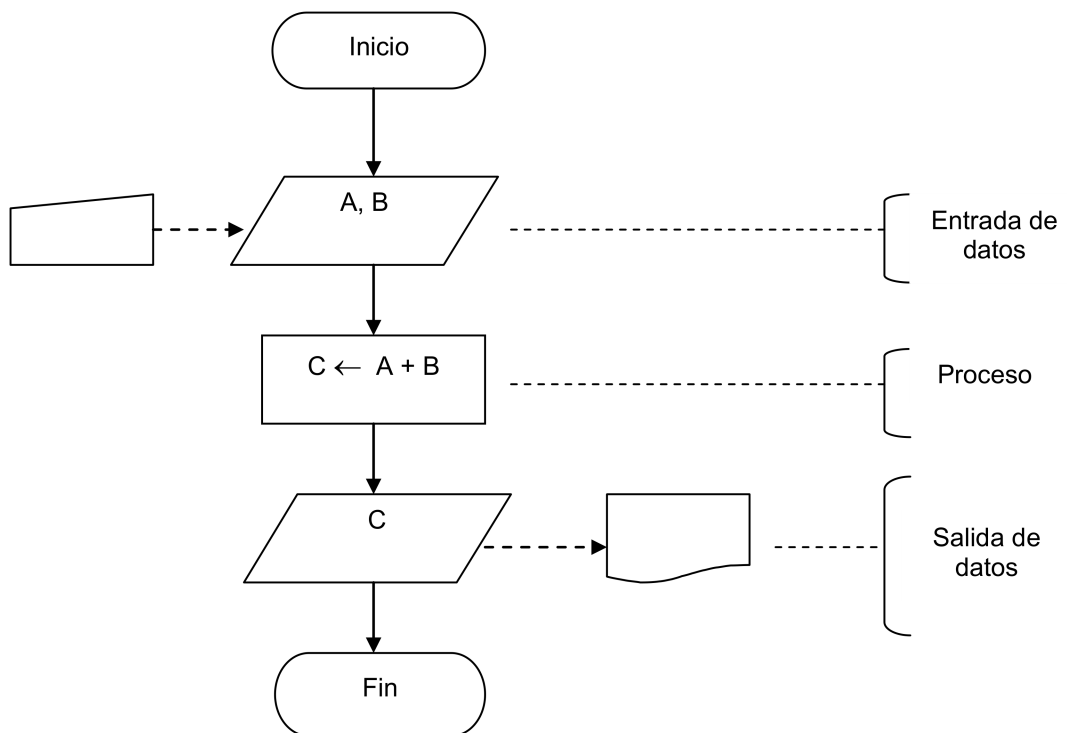 Inicio
A, B
Entrada de
datos
C ← A + B
Proceso
C
Salida de
datos
Fin